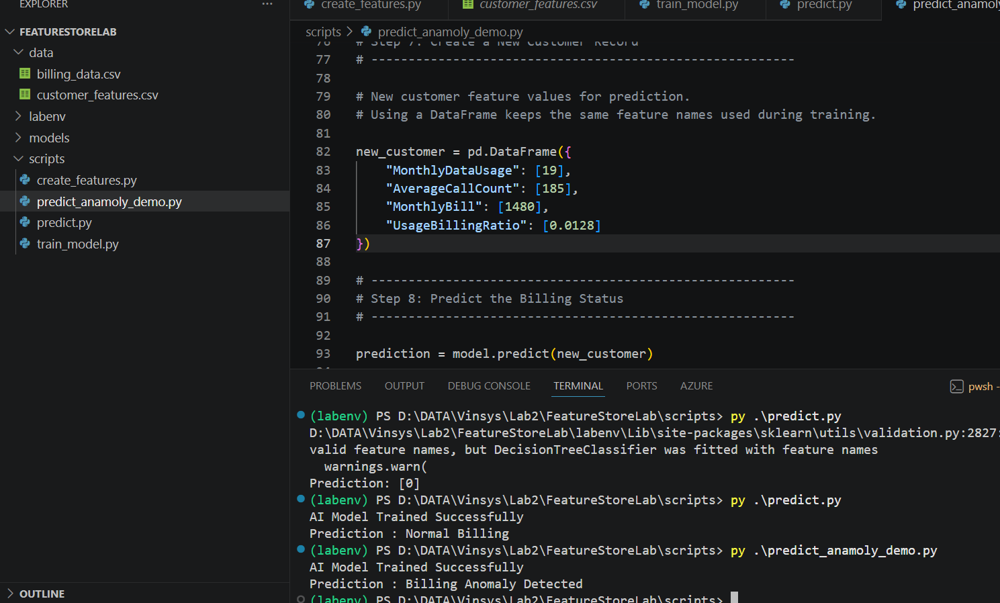 EXPLORER
...
FEATURESTORELAB
data
billing_data.csv
customer_features.csv
labenv
models
scripts
create_features.py
predict_anamoly_demo.py
predict.py
train_model.py
OUTLINE
create_features.py
customer_features.csv
train_model.py
predict.py
predict_anamoly
scripts > predict_anamoly_demo.py
76 # Step 7: Create a New Customer Record
77 # ---------------------------------------------------------
78
79 # New customer feature values for prediction.
80 # Using a DataFrame keeps the same feature names used during training.
81
82 new_customer = pd.DataFrame({
83 "MonthlyDataUsage": [19],
84 "AverageCallCount": [185],
85 "MonthlyBill": [1480],
86 "UsageBillingRatio": [0.0128]
87 })
88
89 # ---------------------------------------------------------
90 # Step 8: Predict the Billing Status
91 # ---------------------------------------------------------
92
93 prediction = model.predict(new_customer)
PROBLEMS OUTPUT DEBUG CONSOLE TERMINAL PORTS AZURE
pwsh -
(labenv) PS D:\DATA\Vinsys\Lab2\FeatureStoreLab\scripts> py .\predict.py
D:\DATA\Vinsys\Lab2\FeatureStoreLab\labenv\Lib\site-packages\sklearn\utils\validation.py:2827:
valid feature names, but DecisionTreeClassifier was fitted with feature names
warnings.warn(
Prediction: [0]
(labenv) PS D:\DATA\Vinsys\Lab2\FeatureStoreLab\scripts> py .\predict.py
AI Model Trained Successfully
Prediction : Normal Billing
(labenv) PS D:\DATA\Vinsys\Lab2\FeatureStoreLab\scripts> py .\predict_anamoly_demo.py
AI Model Trained Successfully
Prediction : Billing Anomaly Detected
(labenv) PS D:\DATA\Vinsys\Lab2\FeatureStoreLab\scripts>